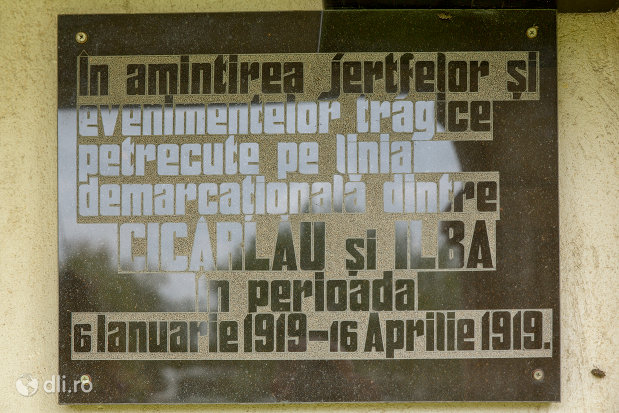 În amintirea jertfelor și
evenimentelor tragice
petrecute pe linia
demarcațională dintre
CICÂRLĂU și ILBA
în perioada
6 Ianuarie 1919-16 Aprilie 1919.
dli.ro